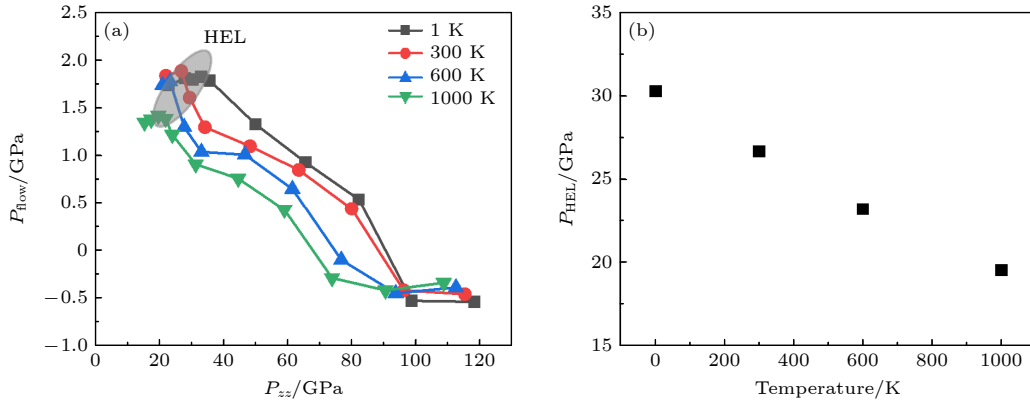 (a)
HEL
1 K
300 K
600 K
1000 K
2.5
2.0
1.5
1.0
0.5
0
−0.5
−1.0
P_flow/GPa
0 20 40 60 80 100 120
P_zz/GPa
(b)
35
30
25
20
15
P_HEL/GPa
0 200 400 600 800 1000
Temperature/K